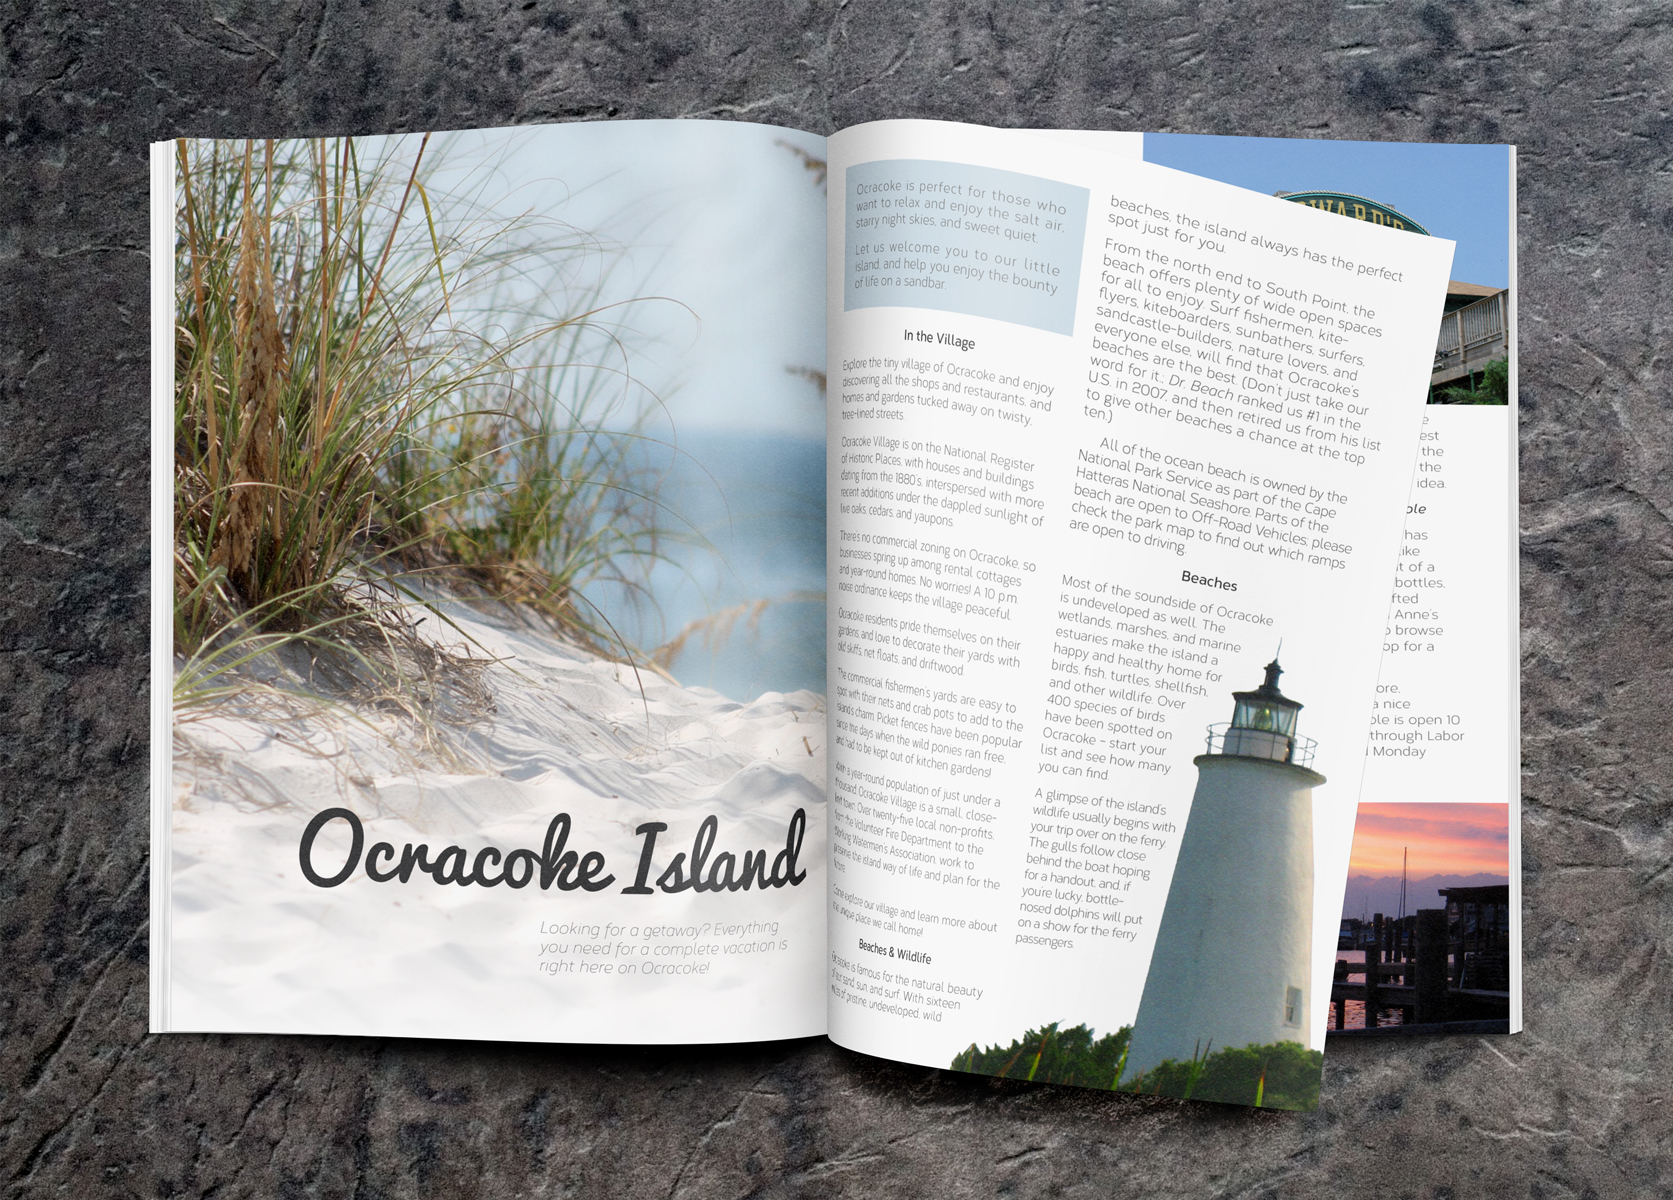 Ocracoke Island
Looking for a getaway? Everything
you need for a complete vacation is
right here on Ocracoke!
Ocracoke is perfect for those who
want to relax and enjoy the salt air,
starry night skies, and sweet quiet.
Let us welcome you to our little
island, and help you enjoy the bounty
of life on a sandbar.
In the Village
Explore the tiny village of Ocracoke and enjoy
discovering all the shops and restaurants, and
homes and gardens tucked away on twisty,
tree-lined streets.
Ocracoke Village is on the National Register
of Historic Places, with houses and buildings
dating from the 1880's, interspersed with more
recent additions under the dappled sunlight of
live oaks, cedars, and yaupons.
There's no commercial zoning on Ocracoke, so
businesses spring up among rental cottages
and year-round homes. No worries! A 10 p.m.
noise ordinance keeps the village peaceful.
Ocracoke residents pride themselves on their
gardens, and love to decorate their yards with
old skiffs, net floats, and driftwood.
The commercial fishermen's yards are easy to
spot with their nets and crab pots to add to the
island's charm. Picket fences have been popular
since the days when the wild ponies ran free,
and had to be kept out of kitchen gardens!
With a year-round population of just under a
thousand, Ocracoke Village is a small, close-
knit town. Over twenty-five local non-profits,
from the Volunteer Fire Department to the
Working Watermen's Association, work to
preserve the island way of life and plan for the
future.
Come explore our village and learn more about
unique place we call home!
Beaches & Wildlife
Ocracoke is famous for the natural beauty
of our sand, sun, and surf. With sixteen
miles of pristine, undeveloped, wild
beaches, the island always has the perfect
spot just for you.
From the north end to South Point, the
beach offers plenty of wide open spaces
for all to enjoy. Surf fishermen, kite-
flyers, kiteboarders, sunbathers, surfers,
sandcastle-builders, nature lovers, and
everyone else, will find that Ocracoke's
beaches are the best. (Don't just take our
word for it... Dr. Beach ranked us #1 in the
U.S. in 2007, and then retired us from his list
to give other beaches a chance at the top
ten.)
All of the ocean beach is owned by the
National Park Service as part of the Cape
Hatteras National Seashore. Parts of the
beach are open to Off-Road Vehicles; please
check the park map to find out which ramps
are open to driving.
Beaches
Most of the soundside of Ocracoke
is undeveloped as well. The
wetlands, marshes, and marine
estuaries make the island a
happy and healthy home for
birds, fish, turtles, shellfish,
and other wildlife. Over
400 species of birds
have been spotted on
Ocracoke – start your
list and see how many
you can find.
A glimpse of the island's
wildlife usually begins with
your trip over on the ferry.
The gulls follow close
behind the boat hoping
for a handout, and, if
you're lucky, bottle-
nosed dolphins will put
on a show for the ferry
passengers.
WARD'S
e
est
the
the
idea.
ole
has
ike
t of a
bottles,
fted
Anne's
o browse
op for a
ore.
a nice
ole is open 10
through Labor
Monday